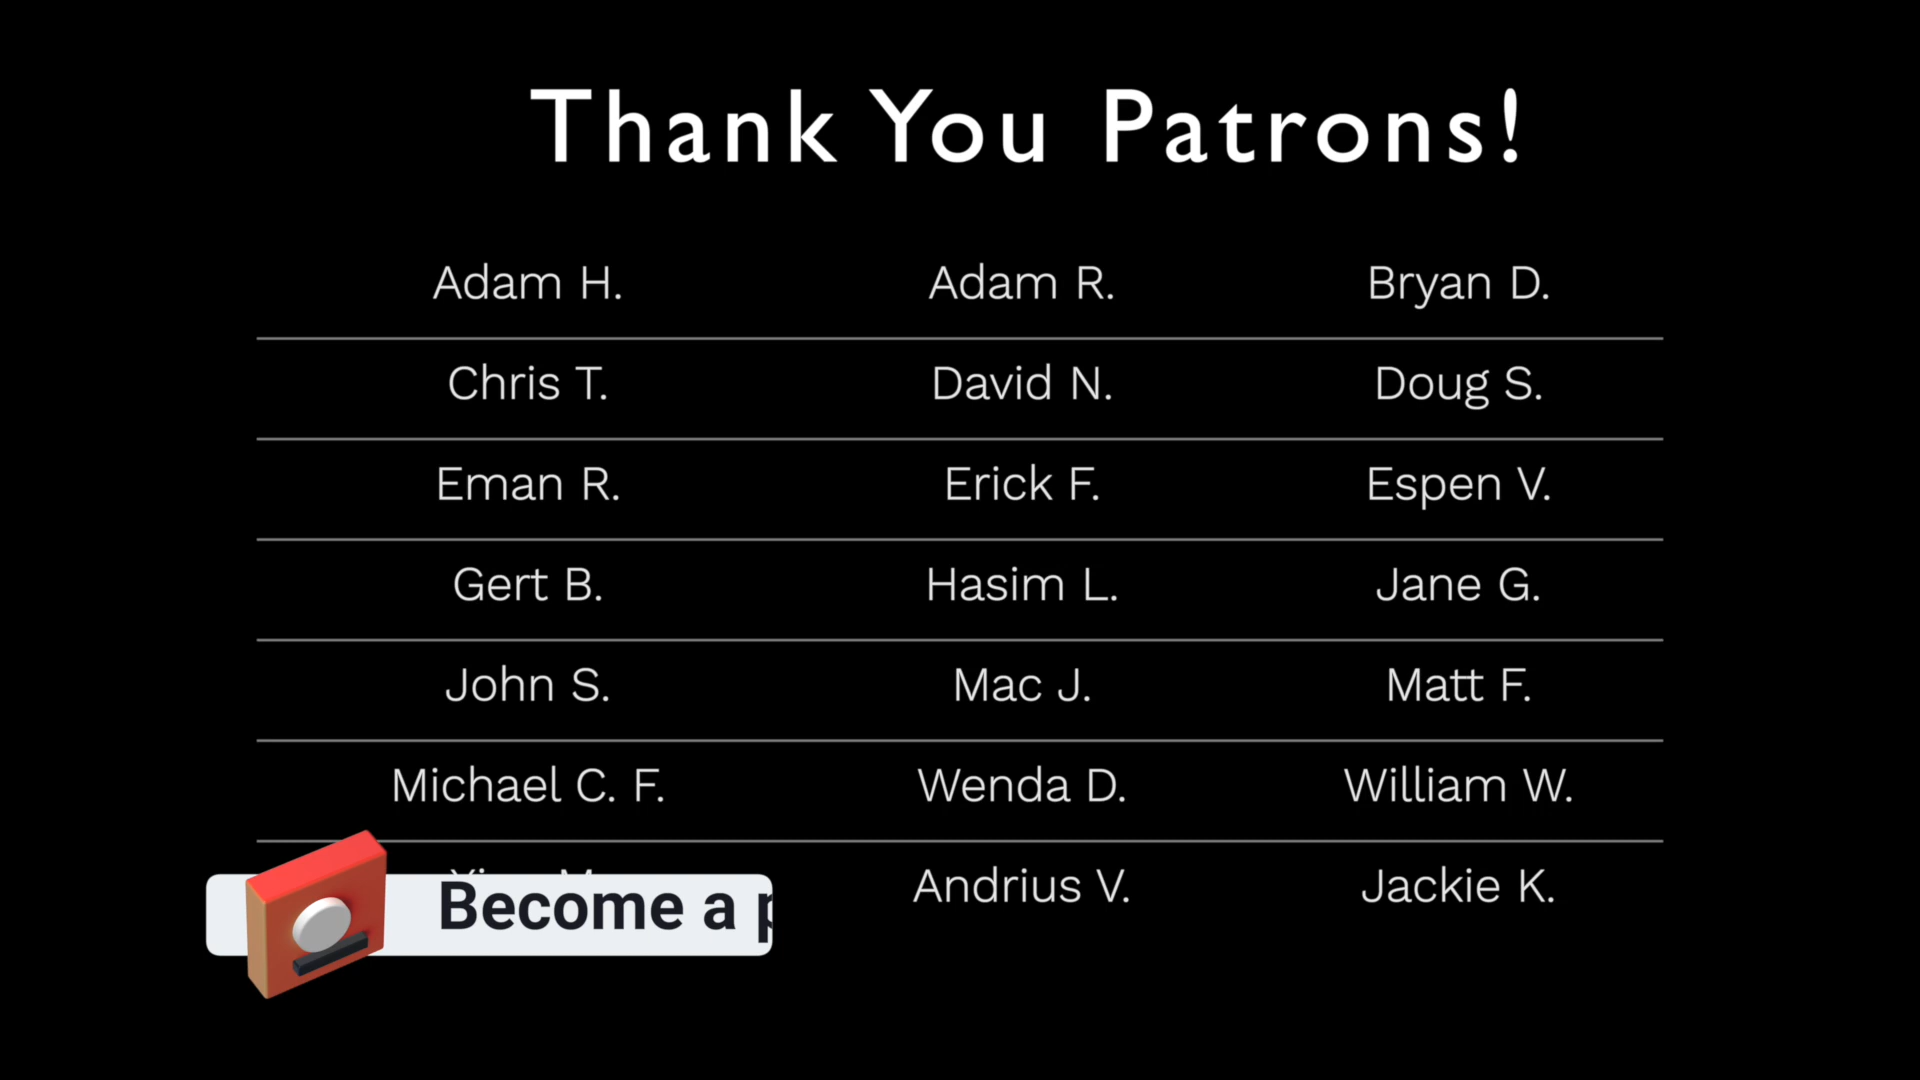 Thank You Patrons!
Adam H. Adam R. Bryan D.
Chris T. David N. Doug S.
Eman R. Erick F. Espen V.
Gert B. Hasim L. Jane G.
John S. Mac J. Matt F.
Michael C. F. Wenda D. William W.
Andrius V. Jackie K.
Become a p